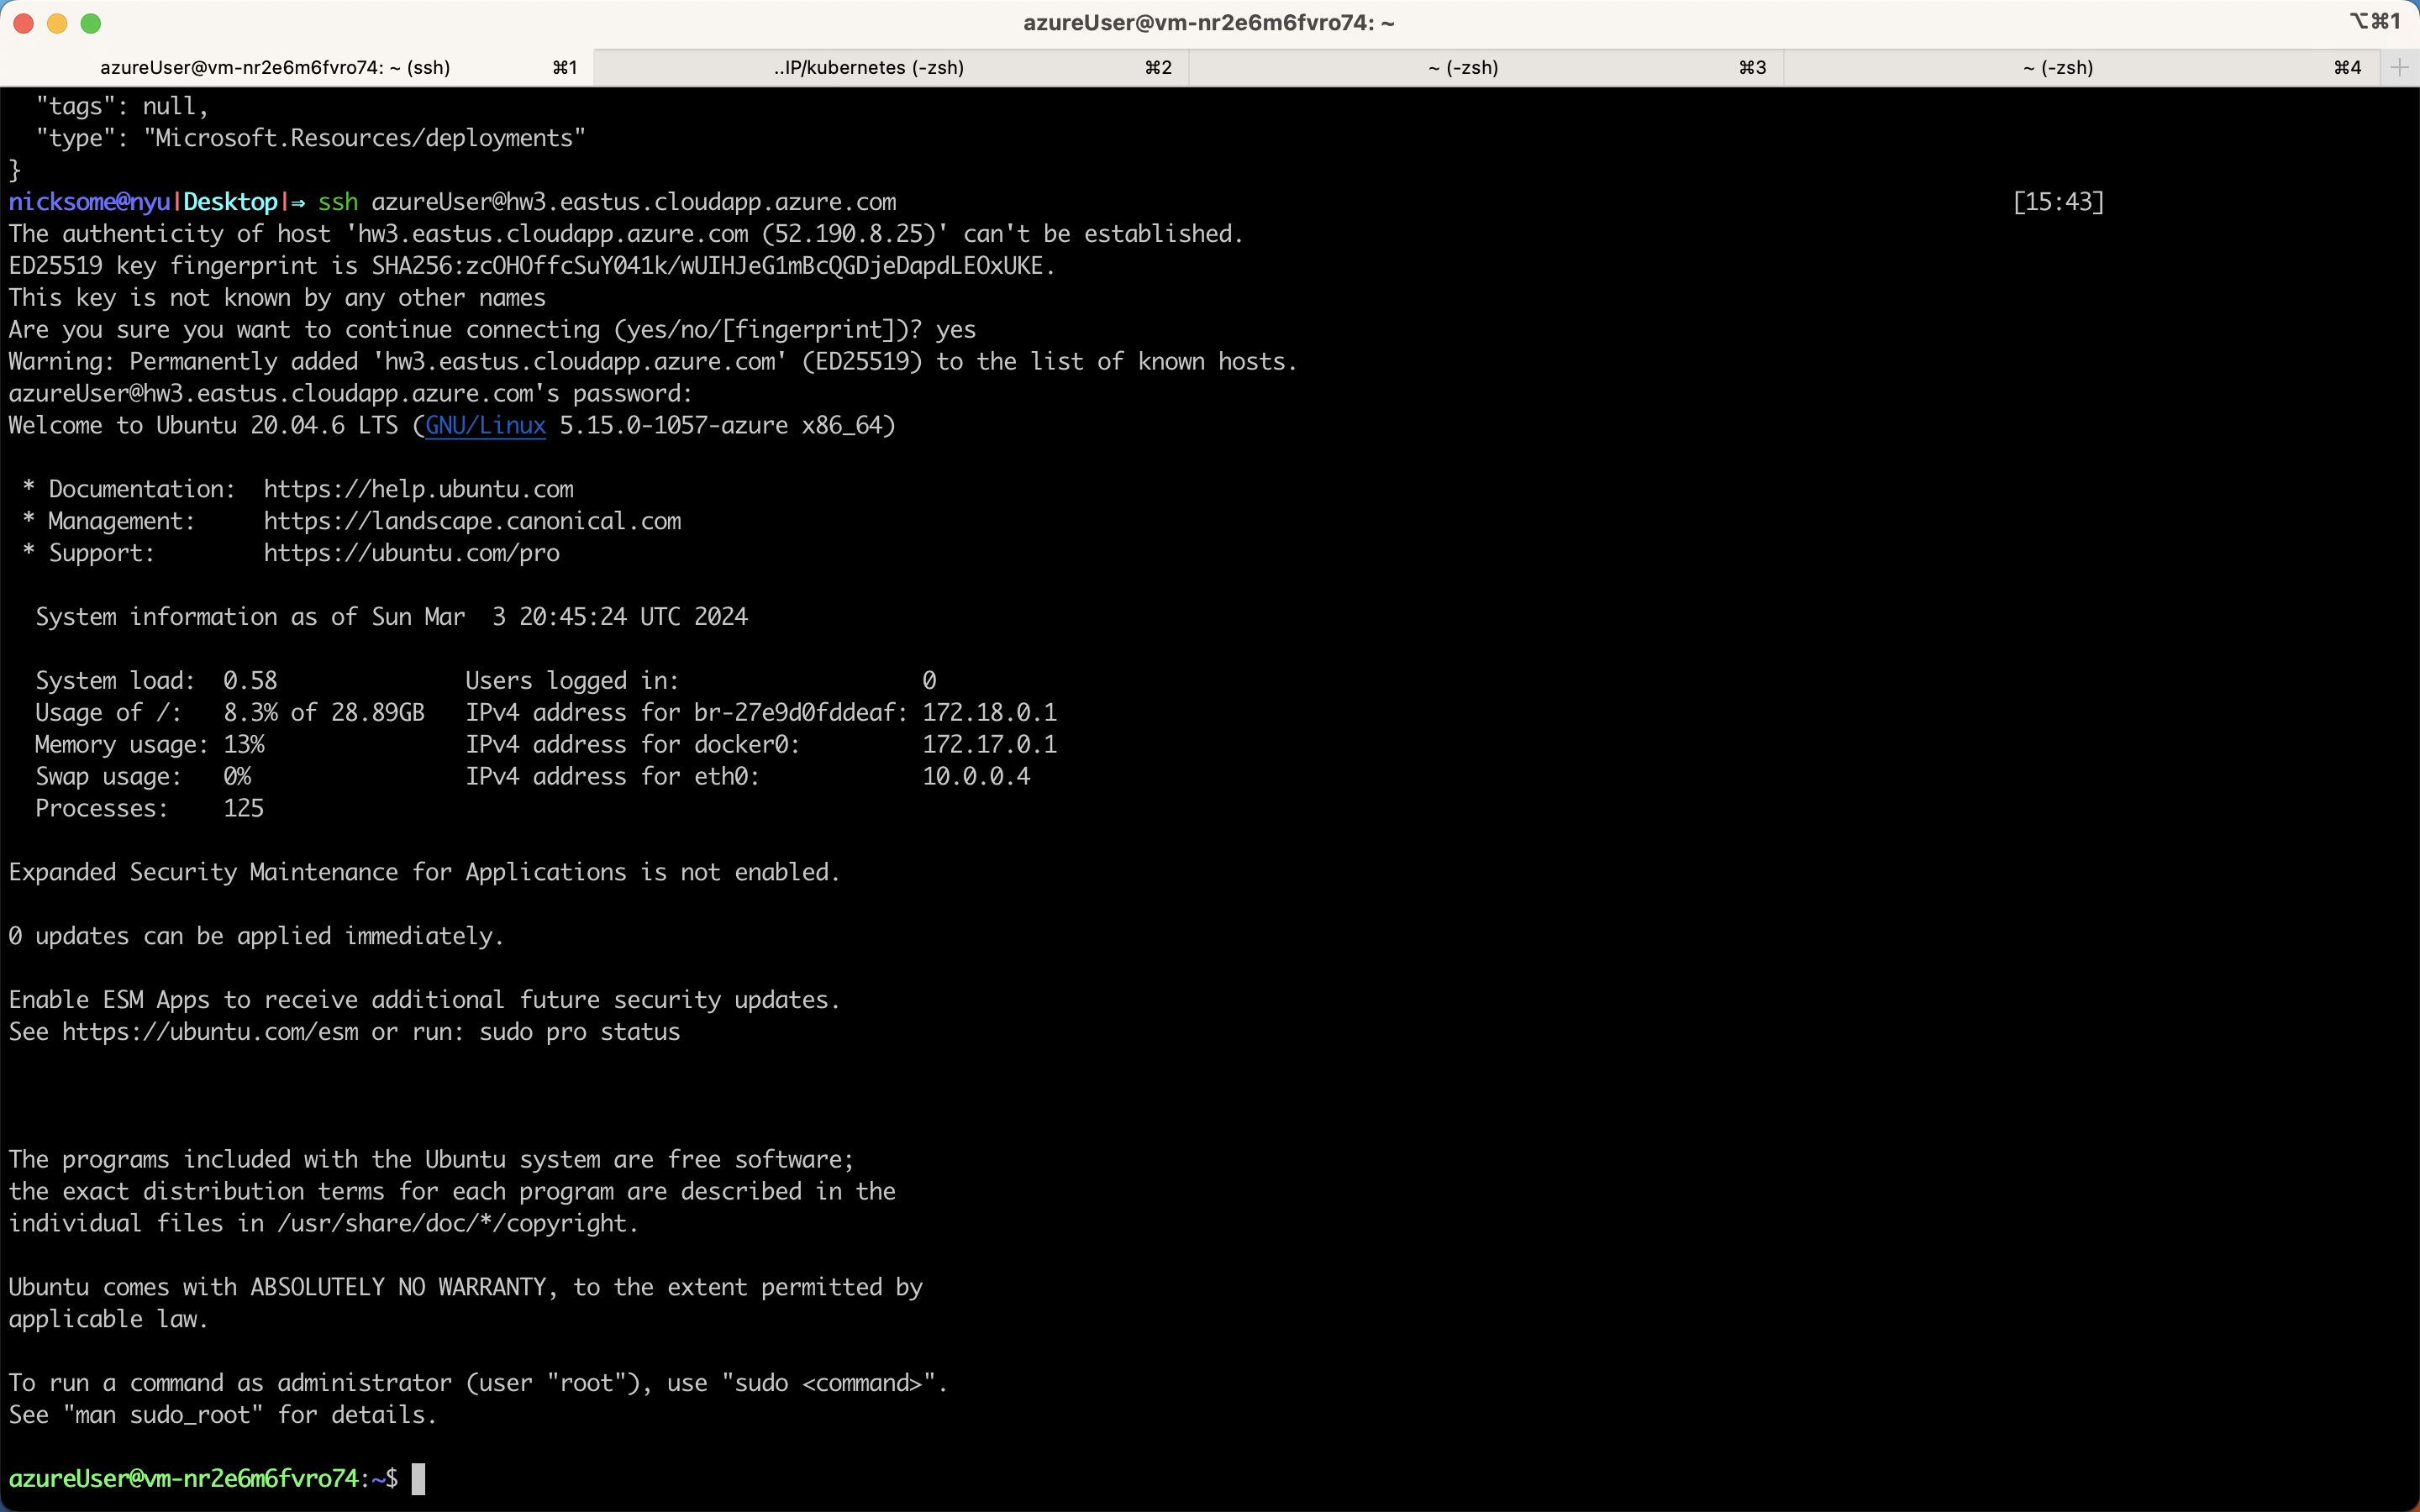 azureUser@vm-nr2e6m6fvro74: ~
⌥⌘1
azureUser@vm-nr2e6m6fvro74: ~ (ssh) ⌘1 ..IP/kubernetes (-zsh) ⌘2 ~ (-zsh) ⌘3 ~ (-zsh) ⌘4 +
"tags": null,
"type": "Microsoft.Resources/deployments"
}
nicksome@nyu|Desktop|⇒ ssh azureUser@hw3.eastus.cloudapp.azure.com [15:43]
The authenticity of host 'hw3.eastus.cloudapp.azure.com (52.190.8.25)' can't be established.
ED25519 key fingerprint is SHA256:zcOHOffcSuY041k/wUIHJeG1mBcQGDjeDapdLEOxUKE.
This key is not known by any other names
Are you sure you want to continue connecting (yes/no/[fingerprint])? yes
Warning: Permanently added 'hw3.eastus.cloudapp.azure.com' (ED25519) to the list of known hosts.
azureUser@hw3.eastus.cloudapp.azure.com's password:
Welcome to Ubuntu 20.04.6 LTS (GNU/Linux 5.15.0-1057-azure x86_64)
* Documentation: https://help.ubuntu.com
* Management: https://landscape.canonical.com
* Support: https://ubuntu.com/pro
System information as of Sun Mar 3 20:45:24 UTC 2024
System load: 0.58 Users logged in: 0
Usage of /: 8.3% of 28.89GB IPv4 address for br-27e9d0fddeaf: 172.18.0.1
Memory usage: 13% IPv4 address for docker0: 172.17.0.1
Swap usage: 0% IPv4 address for eth0: 10.0.0.4
Processes: 125
Expanded Security Maintenance for Applications is not enabled.
0 updates can be applied immediately.
Enable ESM Apps to receive additional future security updates.
See https://ubuntu.com/esm or run: sudo pro status
The programs included with the Ubuntu system are free software;
the exact distribution terms for each program are described in the
individual files in /usr/share/doc/*/copyright.
Ubuntu comes with ABSOLUTELY NO WARRANTY, to the extent permitted by
applicable law.
To run a command as administrator (user "root"), use "sudo <command>".
See "man sudo_root" for details.
azureUser@vm-nr2e6m6fvro74:~$